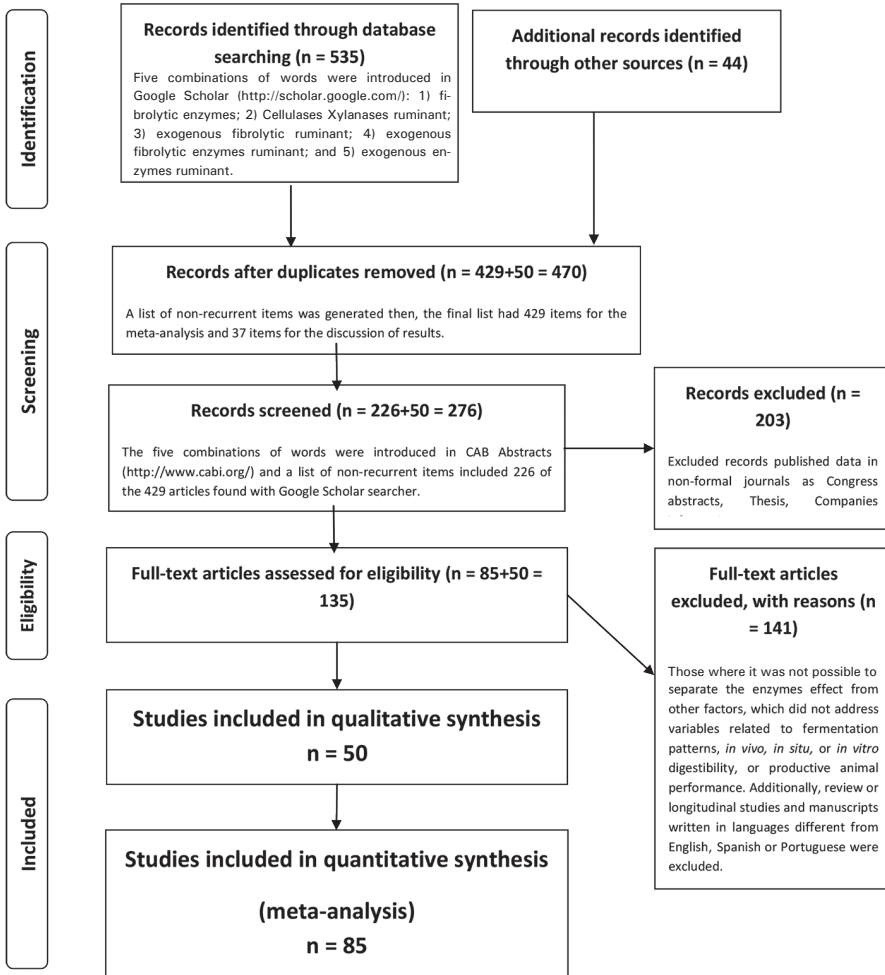 Identification
Records identified through database
searching (n = 535)
Five combinations of words were introduced in
Google Scholar (http://scholar.google.com/): 1) fi-
brolytic enzymes; 2) Cellulases Xylanases ruminant;
3) exogenous fibrolytic ruminant; 4) exogenous
fibrolytic enzymes ruminant; and 5) exogenous en-
zymes ruminant.
Additional records identified
through other sources (n = 44)
Screening
Records after duplicates removed (n = 429+50 = 470)
A list of non-recurrent items was generated then, the final list had 429 items for the
meta-analysis and 37 items for the discussion of results.
Records screened (n = 226+50 = 276)
The five combinations of words were introduced in CAB Abstracts
(http://www.cabi.org/) and a list of non-recurrent items included 226 of
the 429 articles found with Google Scholar searcher.
Records excluded (n =
203)
Excluded records published data in
non-formal journals as Congress
abstracts, Thesis, Companies
Eligibility
Full-text articles assessed for eligibility (n = 85+50 =
135)
Full-text articles
excluded, with reasons (n
= 141)
Those where it was not possible to
separate the enzymes effect from
other factors, which did not address
variables related to fermentation
patterns, in vivo, in situ, or in vitro
digestibility, or productive animal
performance. Additionally, review or
longitudinal studies and manuscripts
written in languages different from
English, Spanish or Portuguese were
excluded.
Included
Studies included in qualitative synthesis
n = 50
Studies included in quantitative synthesis
(meta-analysis)
n = 85